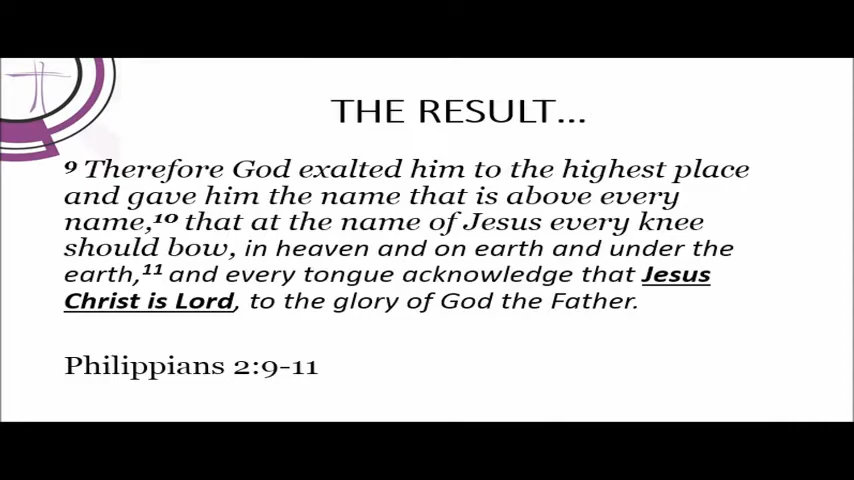 THE RESULT...
9 Therefore God exalted him to the highest place
and gave him the name that is above every
name,10 that at the name of Jesus every knee
should bow, in heaven and on earth and under the
earth,11 and every tongue acknowledge that Jesus
Christ is Lord, to the glory of God the Father.
Philippians 2:9-11